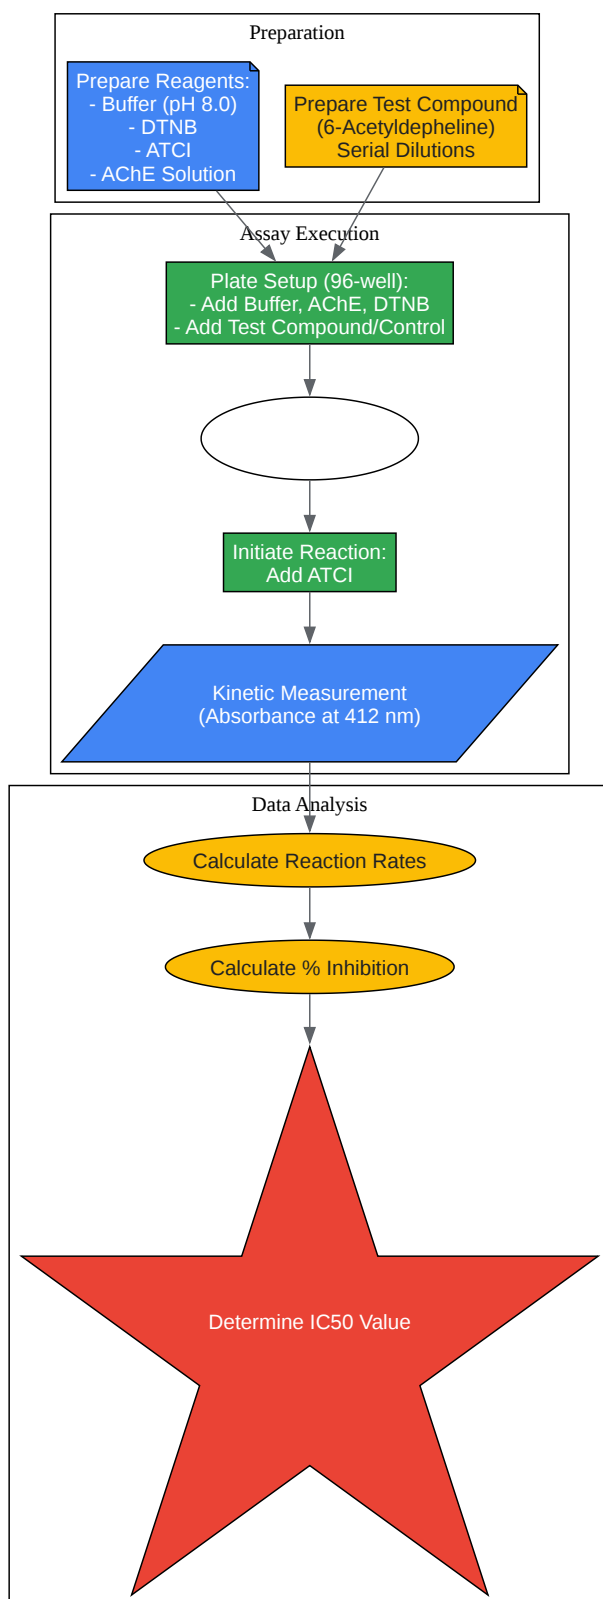 Preparation
Prepare Reagents:
- Buffer (pH 8.0)
- DTNB
- ATCI
- AChE Solution
Prepare Test Compound
(6-Acetyldepheline)
Serial Dilutions
Assay Execution
Plate Setup (96-well):
- Add Buffer, AChE, DTNB
- Add Test Compound/Control
Initiate Reaction:
Add ATCI
Kinetic Measurement
(Absorbance at 412 nm)
Data Analysis
Calculate Reaction Rates
Calculate % Inhibition
Determine IC50 Value